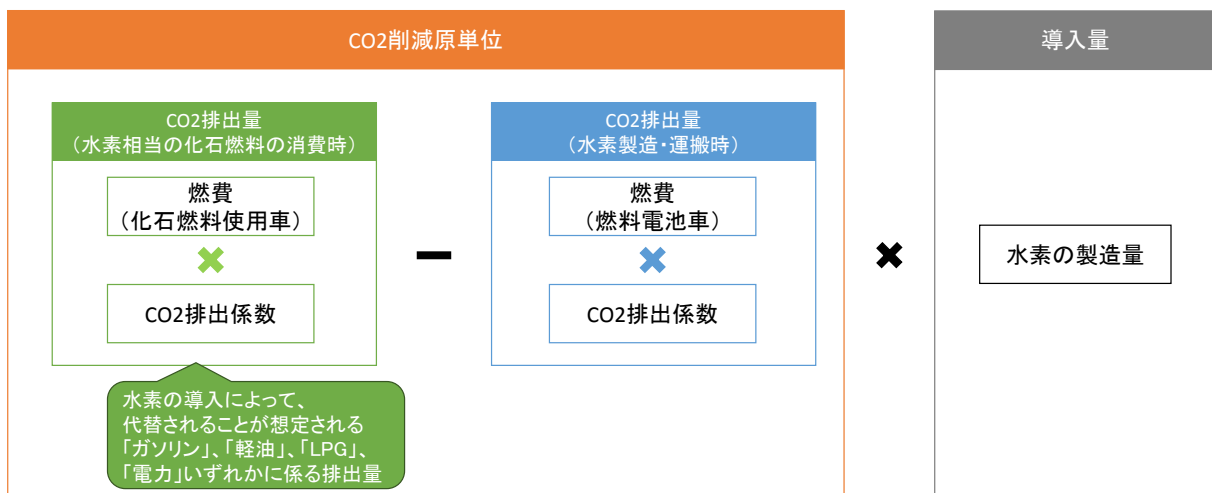 CO2削減原単位
CO2排出量
（水素相当の化石燃料の消費時）
燃費
（化石燃料使用車）
CO2排出係数
水素の導入によって、
代替されることが想定される
「ガソリン」、「軽油」、「LPG」、
「電力」いずれかに係る排出量
CO2排出量
（水素製造・運搬時）
燃費
（燃料電池車）
CO2排出係数
導入量
水素の製造量